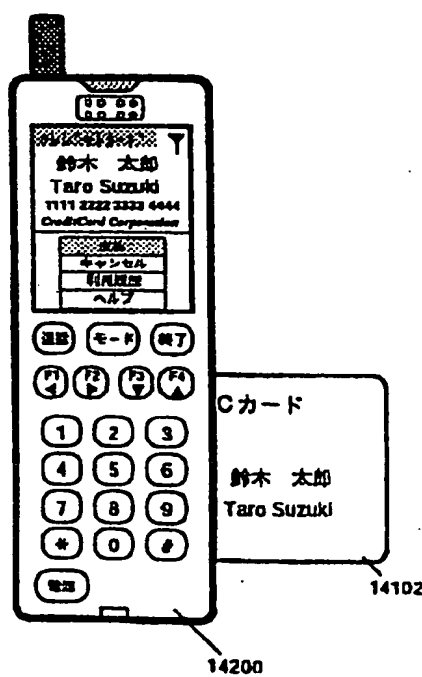 鈴木 太郎
Taro Suzuki
1111 2222 3333 4444
CreditCard Corporation
キャンセル
利用履歴
ヘルプ
モード 終了
F1 F2 F3 F4
Cカード
1 2 3
4 5 6
鈴木 太郎
7 8 9
Taro Suzuki
* 0 #
電源
14102
14200